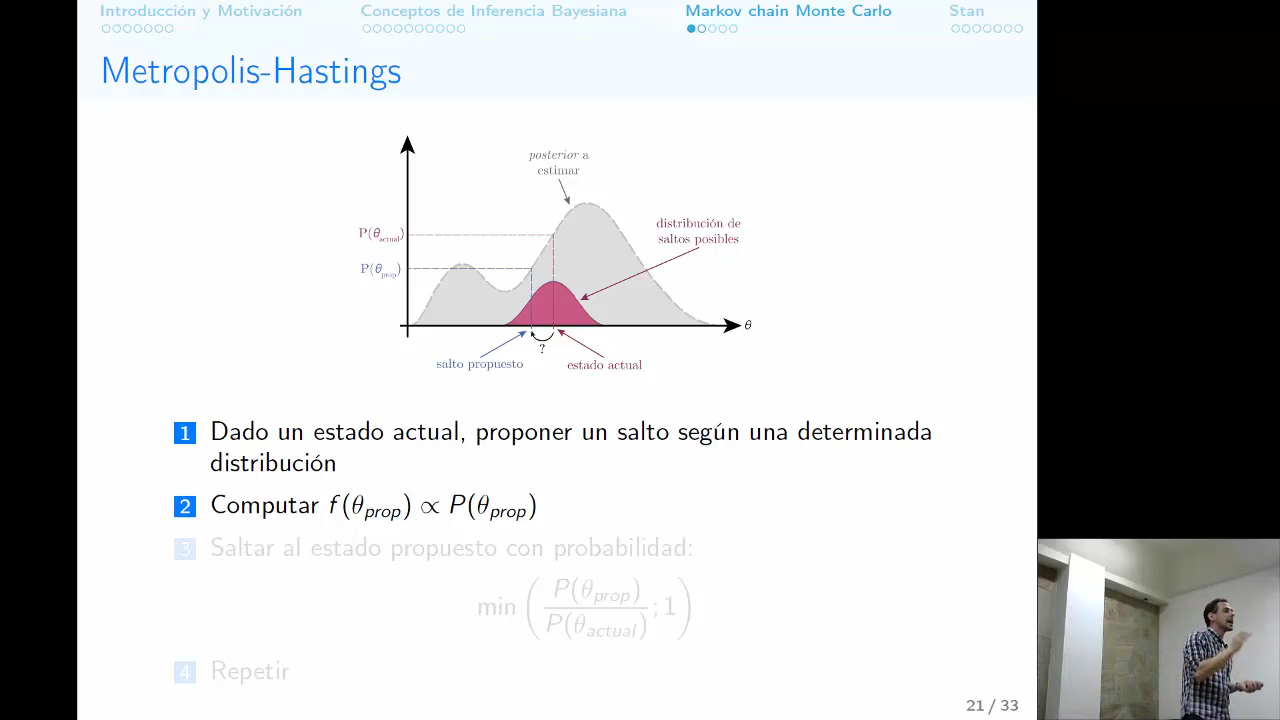 Introducción y Motivación
Conceptos de Inferencia Bayesiana
Markov chain Monte Carlo
Stan
Metropolis-Hastings
posterior a
estimar
P(θactual)
distribución de
saltos posibles
P(θprop)
θ
?
salto propuesto
estado actual
1 Dado un estado actual, proponer un salto según una determinada
distribución
2 Computar f(θprop) ∝ P(θprop)
3 Saltar al estado propuesto con probabilidad:
min ( P(θprop) / P(θactual) ; 1 )
4 Repetir
21 / 33